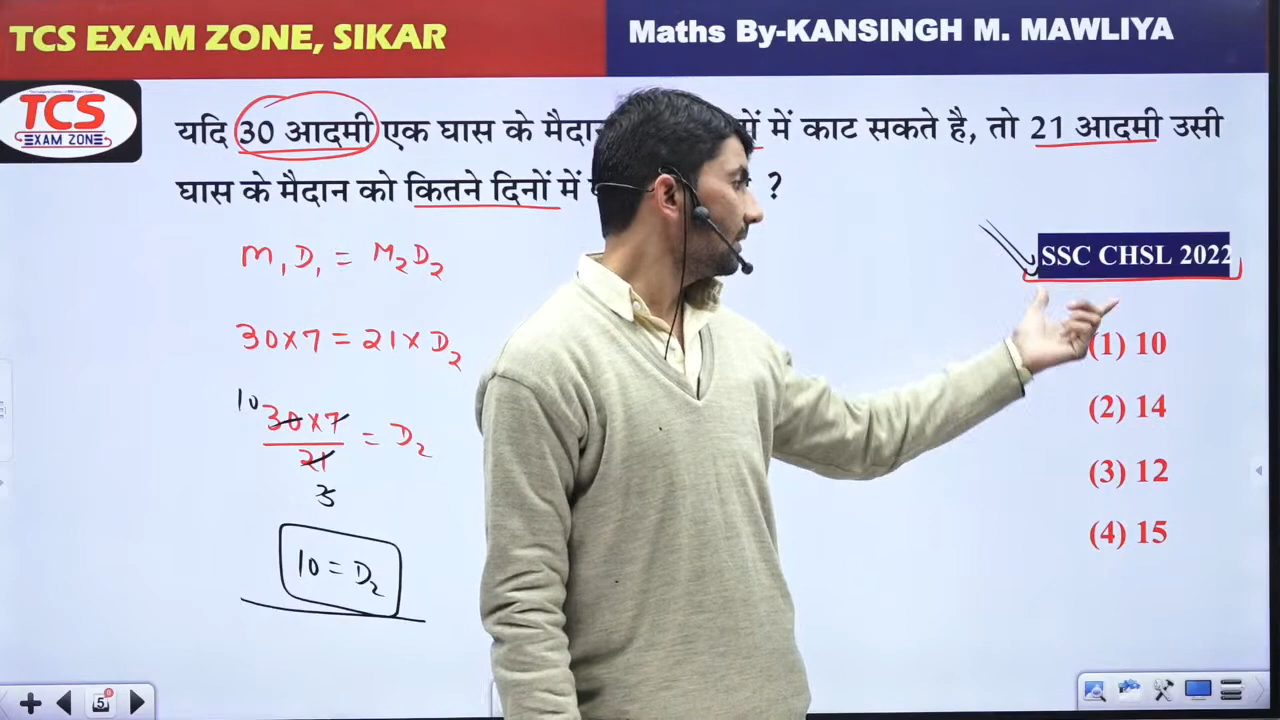 TCS EXAM ZONE, SIKAR
Maths By-KANSINGH M. MAWLIYA
TCS
EXAM ZONE
यदि 30 आदमी एक घास के में काट सकते है, तो 21 आदमी उसी
घास के मैदान को कितने दिनों में ?
M₁D₁ = M₂D₂
SSC CHSL 2022
30×7 = 21×D₂
(1) 10
10
30×7
21
= D₂
3
(2) 14
(3) 12
(4) 15
10 = D₂
5